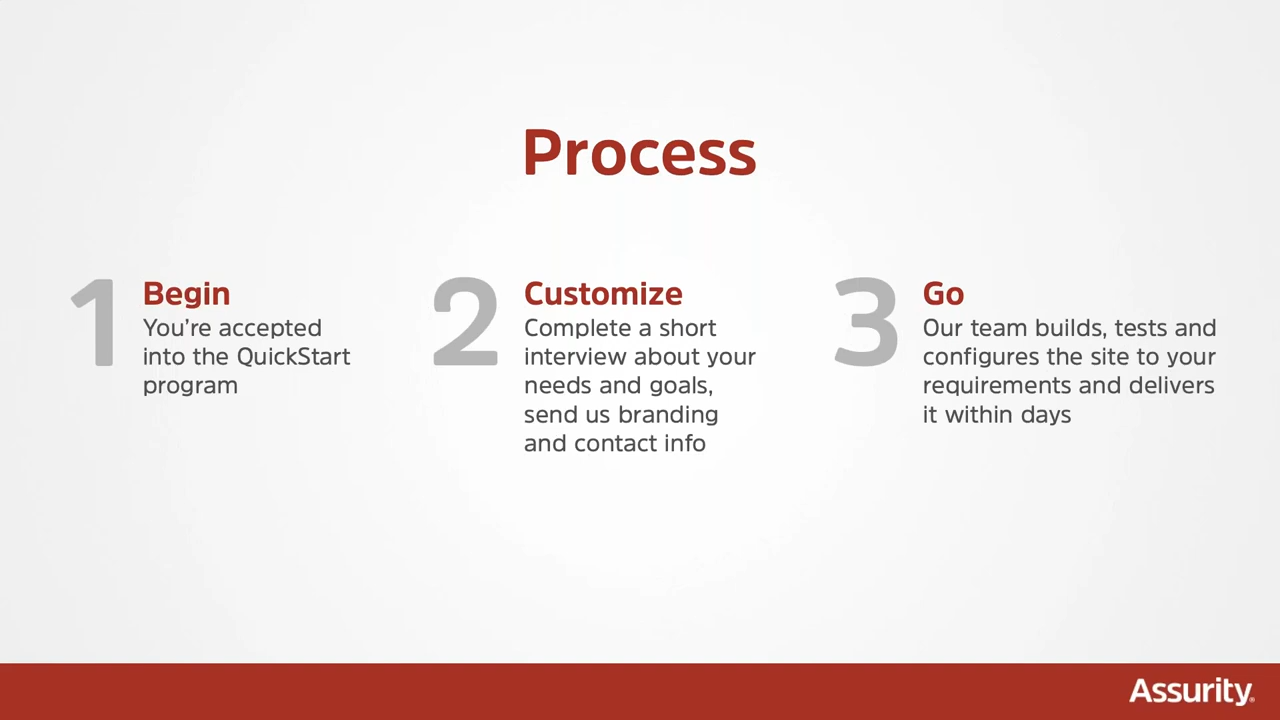 Process
1
Begin
You’re accepted
into the QuickStart
program
2
Customize
Complete a short
interview about your
needs and goals,
send us branding
and contact info
3
Go
Our team builds, tests and
configures the site to your
requirements and delivers
it within days
Assurity®